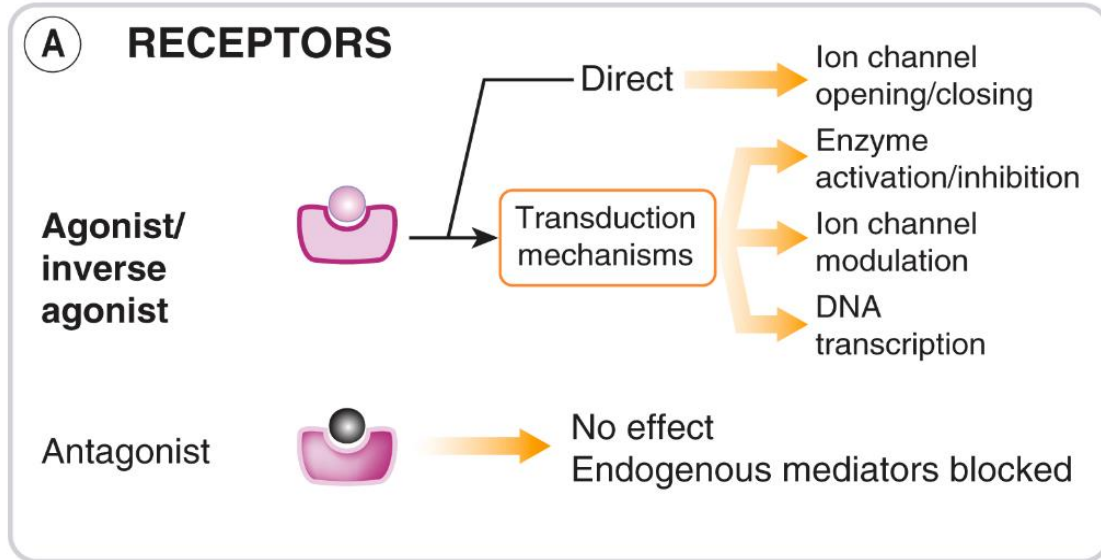 A RECEPTORS
Direct
Ion channel
opening/closing
Agonist/
inverse
agonist
Transduction
mechanisms
Enzyme
activation/inhibition
Ion channel
modulation
DNA
transcription
Antagonist
No effect
Endogenous mediators blocked